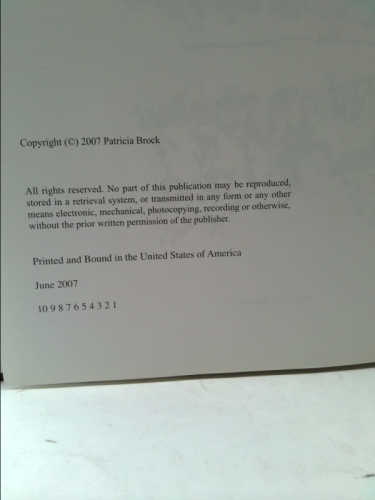 Copyright (©) 2007 Patricia Brock
All rights reserved. No part of this publication may be reproduced,
stored in a retrieval system, or transmitted in any form or any other
means electronic, mechanical, photocopying, recording or otherwise,
without the prior written permission of the publisher.
Printed and Bound in the United States of America
June 2007
10 9 8 7 6 5 4 3 2 1